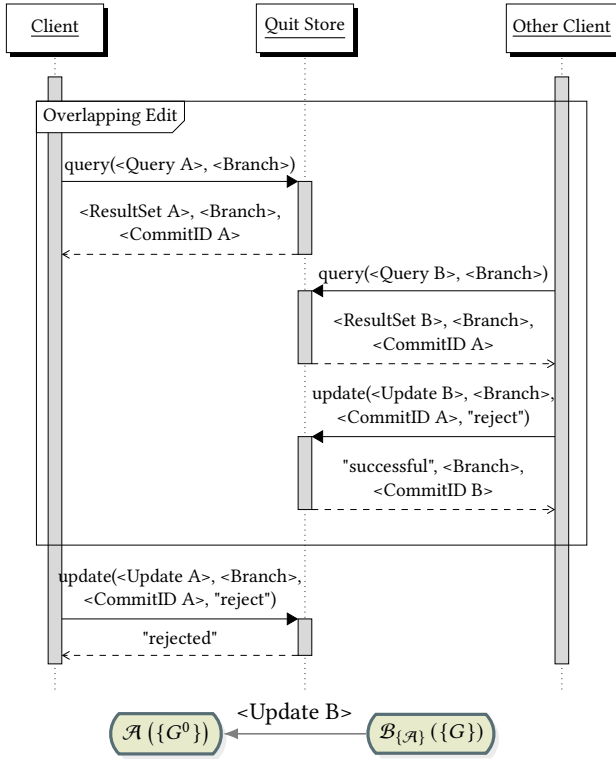 Client
Quit Store
Other Client
Overlapping Edit
query(<Query A>, <Branch>)
<ResultSet A>, <Branch>,
<CommitID A>
query(<Query B>, <Branch>)
<ResultSet B>, <Branch>,
<CommitID A>
update(<Update B>, <Branch>,
<CommitID A>, "reject")
"successful", <Branch>,
<CommitID B>
update(<Update A>, <Branch>,
<CommitID A>, "reject")
"rejected"
<Update B>
𝒜 ({G⁰})
ℬ{𝒜} ({G})